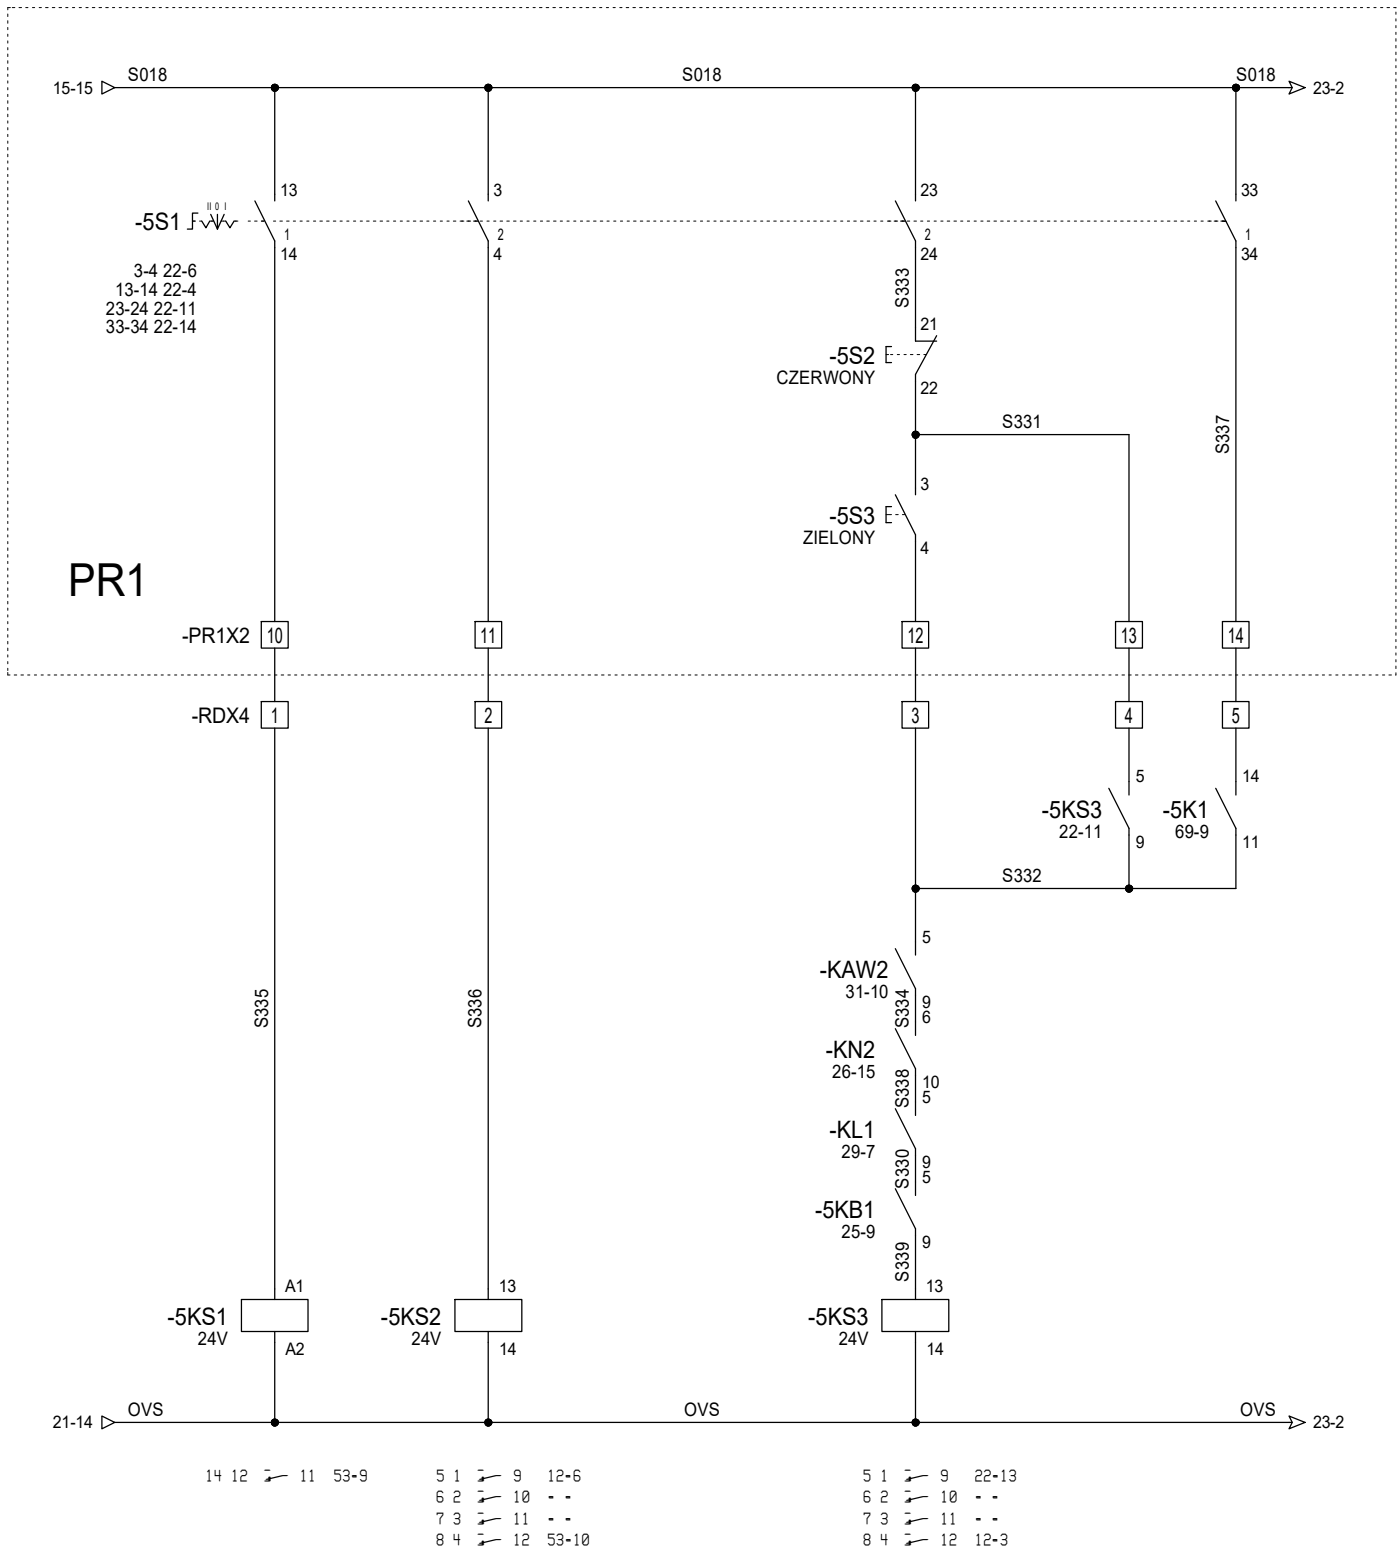 S018 S018 S018
15-15 23-2
13 3 23 33
II 0 I
-5S1
1 2 2 1
14 4 24 34
3-4 22-6
13-14 22-4
23-24 22-11
33-34 22-14
S333
21
-5S2
CZERWONY
22
S331
S337
3
-5S3
ZIELONY
4
PR1
-PR1X2 10 11 12 13 14
-RDX4 1 2 3 4 5
5 14
-5KS3 -5K1
22-11 69-9
9 11
S332
5
-KAW2
31-10
S335 S336 S334
9
6
-KN2
26-15
S338
10
5
-KL1
29-7
S330
9
5
-5KB1
25-9
9
S339
A1 13 13
-5KS1 -5KS2 -5KS3
24V 24V 24V
A2 14 14
OVS OVS OVS
21-14 23-2
14 12 11 53-9 5 1 9 12-6 5 1 9 22-13
6 2 10 - - 6 2 10 - -
7 3 11 - - 7 3 11 - -
8 4 12 53-10 8 4 12 12-3